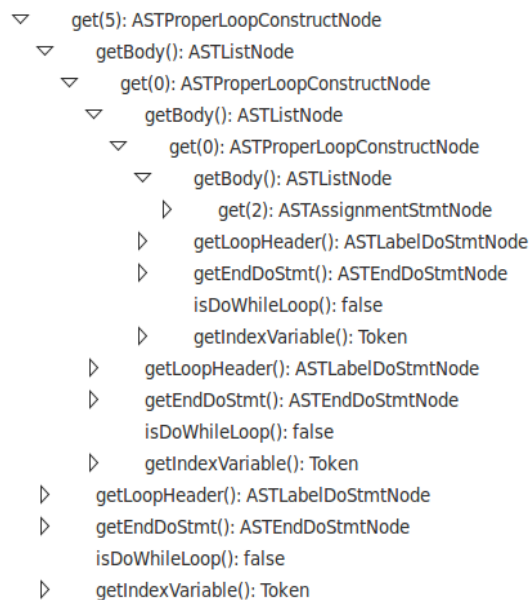 get(5): ASTProperLoopConstructNode
getBody(): ASTListNode
get(0): ASTProperLoopConstructNode
getBody(): ASTListNode
get(0): ASTProperLoopConstructNode
getBody(): ASTListNode
get(2): ASTAssignmentStmtNode
getLoopHeader(): ASTLabelDoStmtNode
getEndDoStmt(): ASTEndDoStmtNode
isDoWhileLoop(): false
getIndexVariable(): Token
getLoopHeader(): ASTLabelDoStmtNode
getEndDoStmt(): ASTEndDoStmtNode
isDoWhileLoop(): false
getIndexVariable(): Token
getLoopHeader(): ASTLabelDoStmtNode
getEndDoStmt(): ASTEndDoStmtNode
isDoWhileLoop(): false
getIndexVariable(): Token